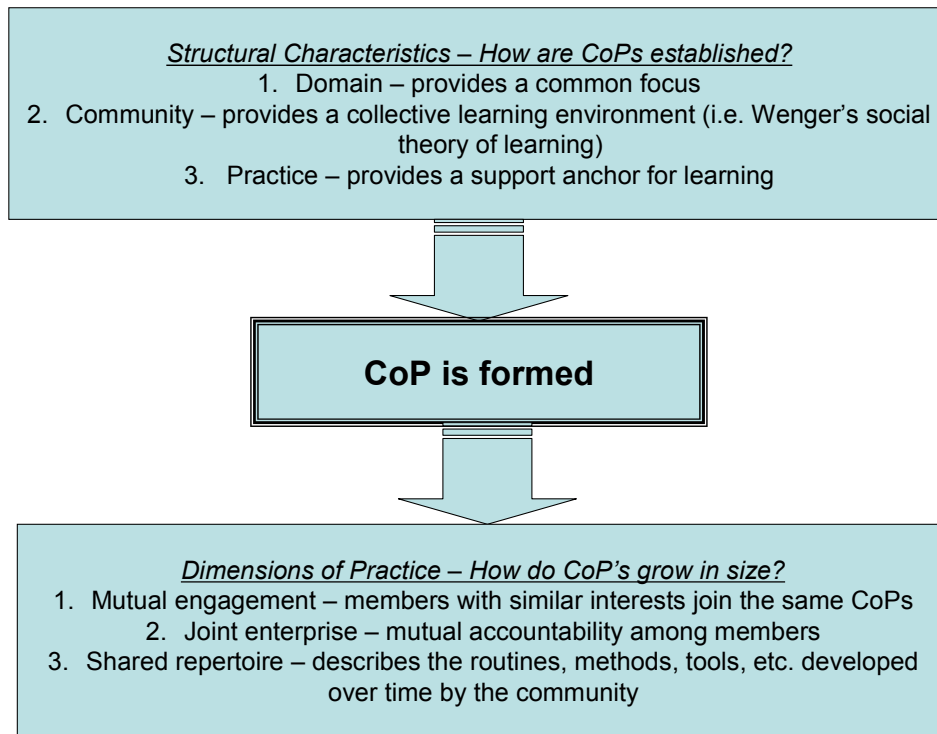 Structural Characteristics – How are CoPs established?
1. Domain – provides a common focus
2. Community – provides a collective learning environment (i.e. Wenger's social
theory of learning)
3. Practice – provides a support anchor for learning
CoP is formed
Dimensions of Practice – How do CoP's grow in size?
1. Mutual engagement – members with similar interests join the same CoPs
2. Joint enterprise – mutual accountability among members
3. Shared repertoire – describes the routines, methods, tools, etc. developed
over time by the community